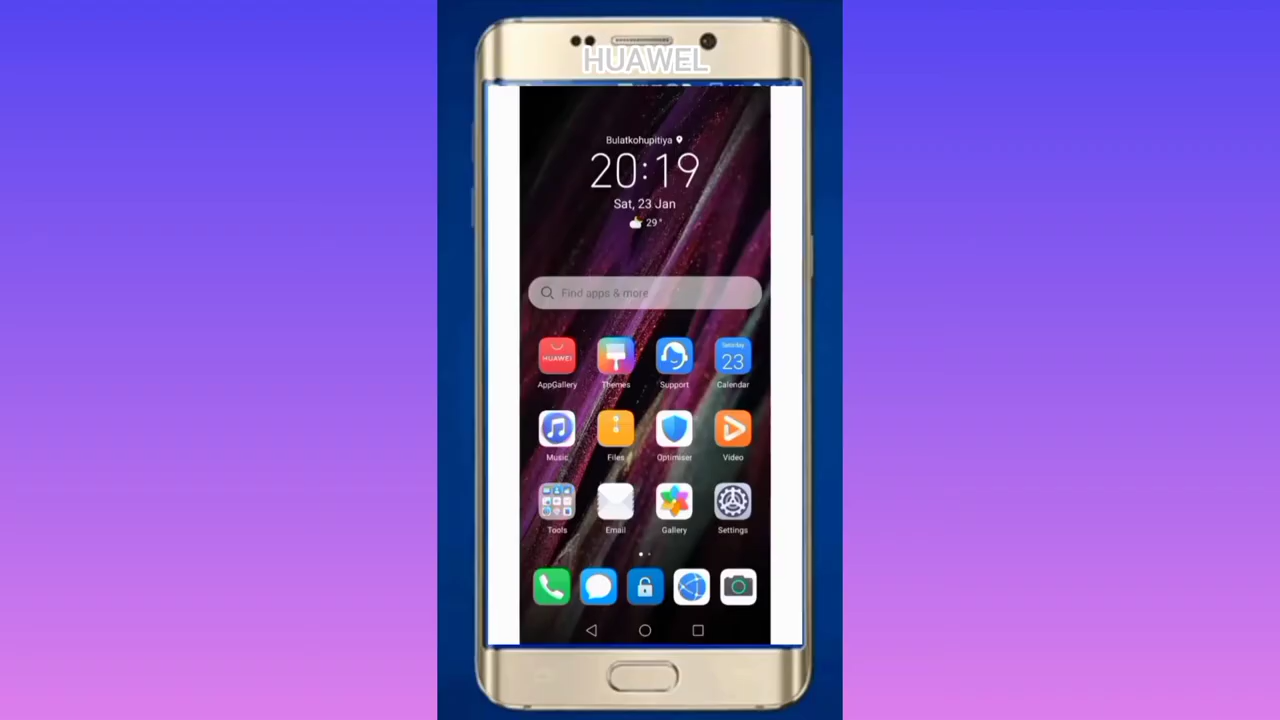 HUAWEL
Bulatkohupitiya
20:19
Sat, 23 Jan
29°
Find apps & more
HUAWEI
Saturday
23
AppGallery Themes Support Calendar
Music Files Optimiser Video
Tools Email Gallery Settings